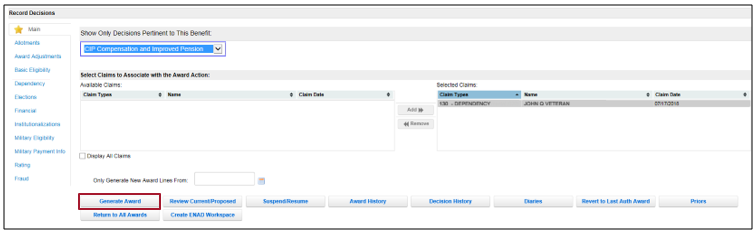 Record Decisions
Main
Allotments
Award Adjustments
Basic Eligibility
Dependency
Elections
Financial
Institutionalizations
Military Eligibility
Military Payment Info
Rating
Fraud
Show Only Decisions Pertinent to This Benefit:
CIP Compensation and Improved Pension
Select Claims to Associate with the Award Action:
Available Claims: Selected Claims:
Claim Types Name Claim Date Claim Types Name Claim Date
130 - DEPENDENCY JOHN Q VETERAN 07/17/2018
Add
Remove
Display All Claims
Only Generate New Award Lines From:
Generate Award Review Current/Proposed Suspend/Resume Award History Decision History Diaries Revert to Last Auth Award Priors
Return to All Awards Create ENAD Workspace